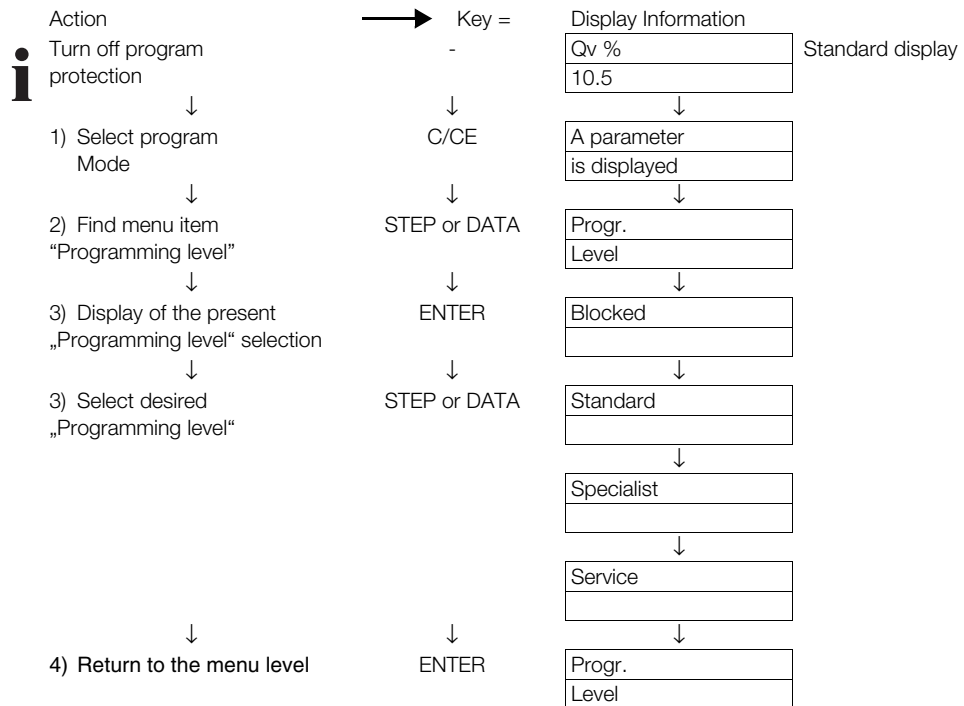 Action → Key = Display Information
i Turn off program - Qv % Standard display
protection 10.5
↓ ↓ ↓
1) Select program C/CE A parameter
Mode is displayed
↓ ↓ ↓
2) Find menu item STEP or DATA Progr.
“Programming level” Level
↓ ↓ ↓
3) Display of the present ENTER Blocked
„Programming level“ selection
↓ ↓ ↓
3) Select desired STEP or DATA Standard
„Programming level“
↓
Specialist
↓
Service
↓ ↓ ↓
4) Return to the menu level ENTER Progr.
Level